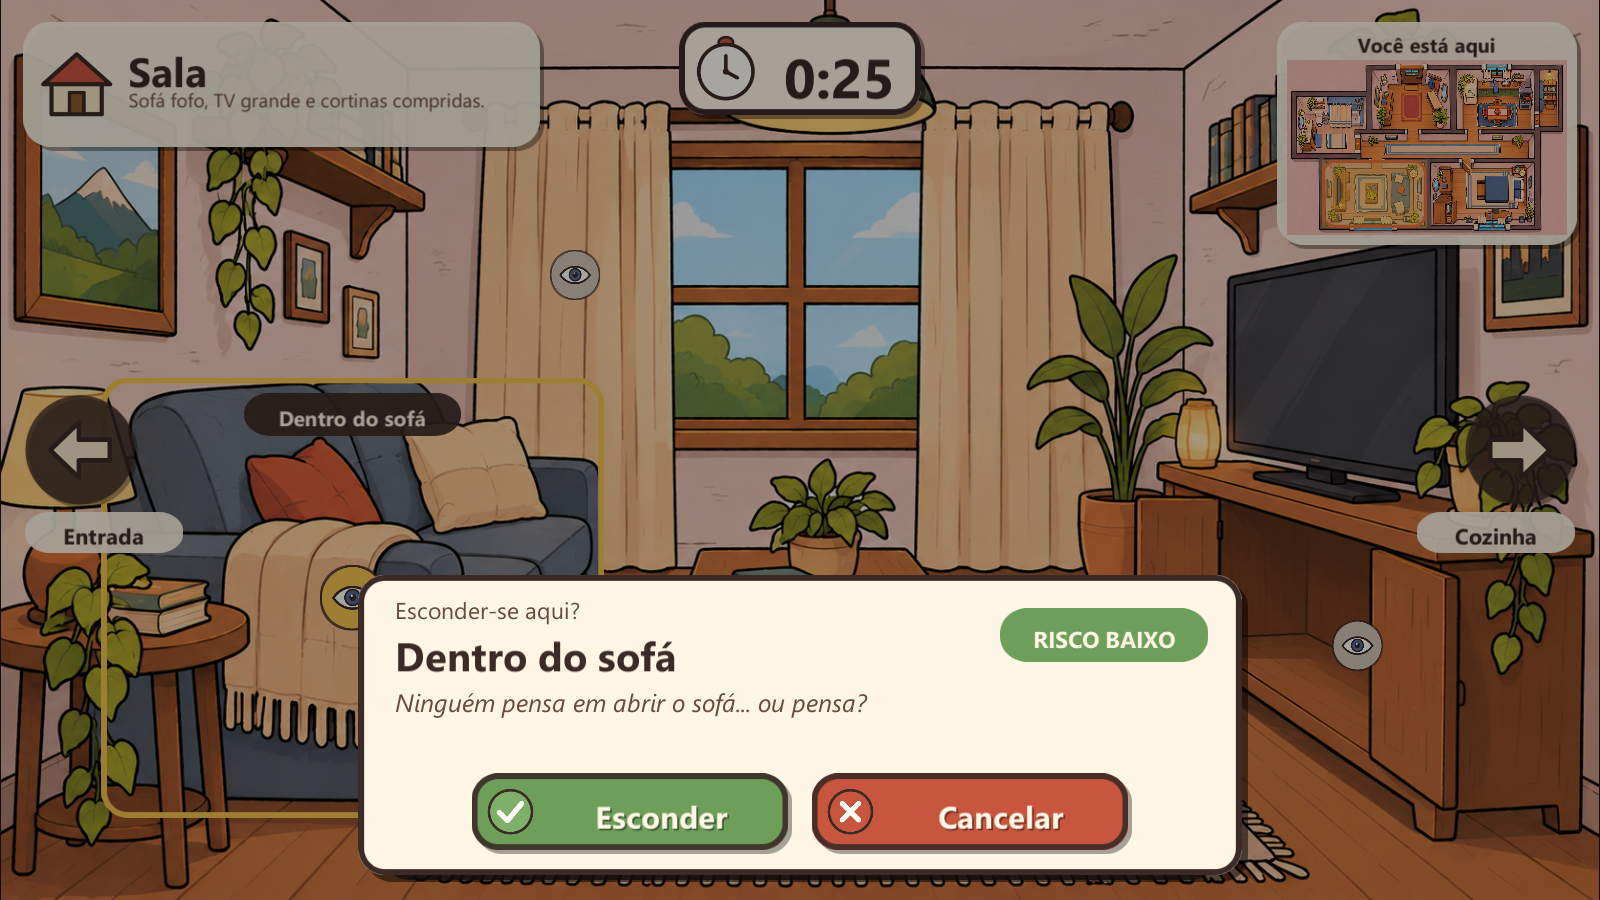 Sala
Sofá fofo, TV grande e cortinas compridas.
0:25
Você está aqui
Dentro do sofá
Entrada
Cozinha
Esconder-se aqui?
RISCO BAIXO
Dentro do sofá
Ninguém pensa em abrir o sofá... ou pensa?
Esconder
Cancelar